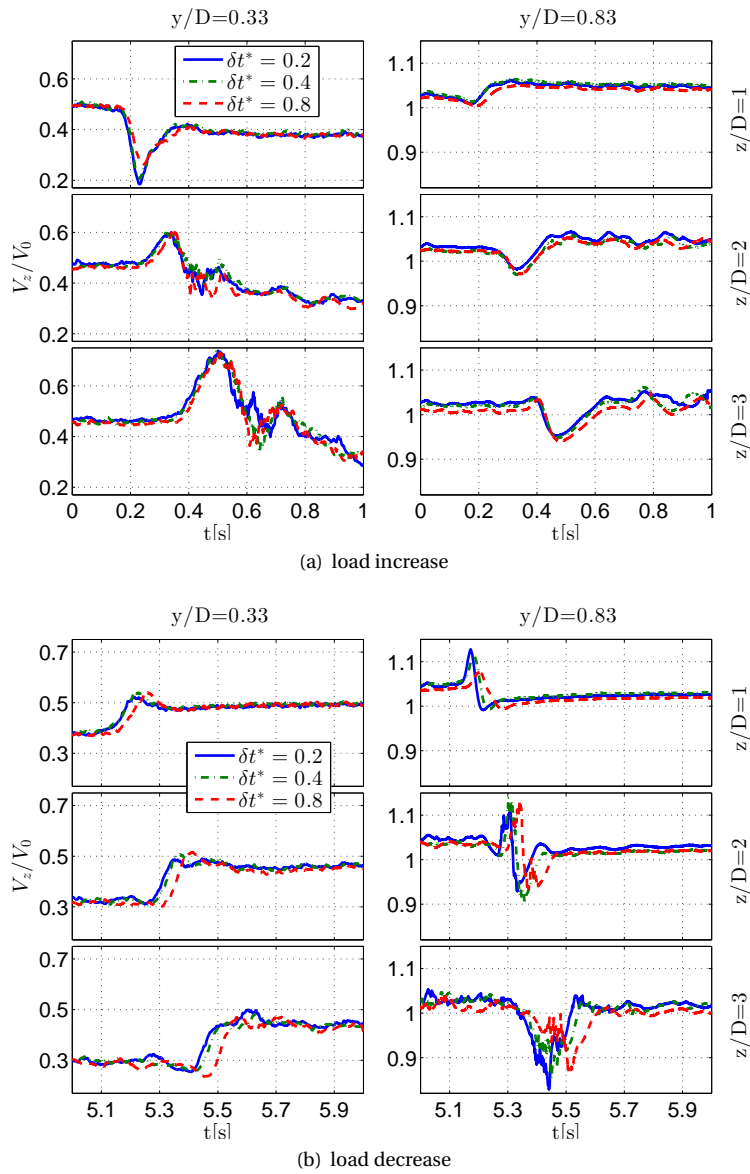 y/D=0.33 y/D=0.83
0.6
0.4
0.2
δt* = 0.2
δt* = 0.4
δt* = 0.8
1.1
1
0.9
z/D=1
0.6
0.4
0.2
1.1
1
0.9
z/D=2
V_z/V_0
0.6
0.4
0.2
1.1
1
0.9
z/D=3
0 0.2 0.4 0.6 0.8 1 0 0.2 0.4 0.6 0.8 1
t[s] t[s]
(a) load increase
y/D=0.33 y/D=0.83
0.7
0.5
0.3
1.1
1
0.9
z/D=1
δt* = 0.2
δt* = 0.4
δt* = 0.8
0.7
0.5
0.3
1.1
1
0.9
z/D=2
V_z/V_0
0.7
0.5
0.3
1.1
1
0.9
z/D=3
5.1 5.3 5.5 5.7 5.9 5.1 5.3 5.5 5.7 5.9
t[s] t[s]
(b) load decrease